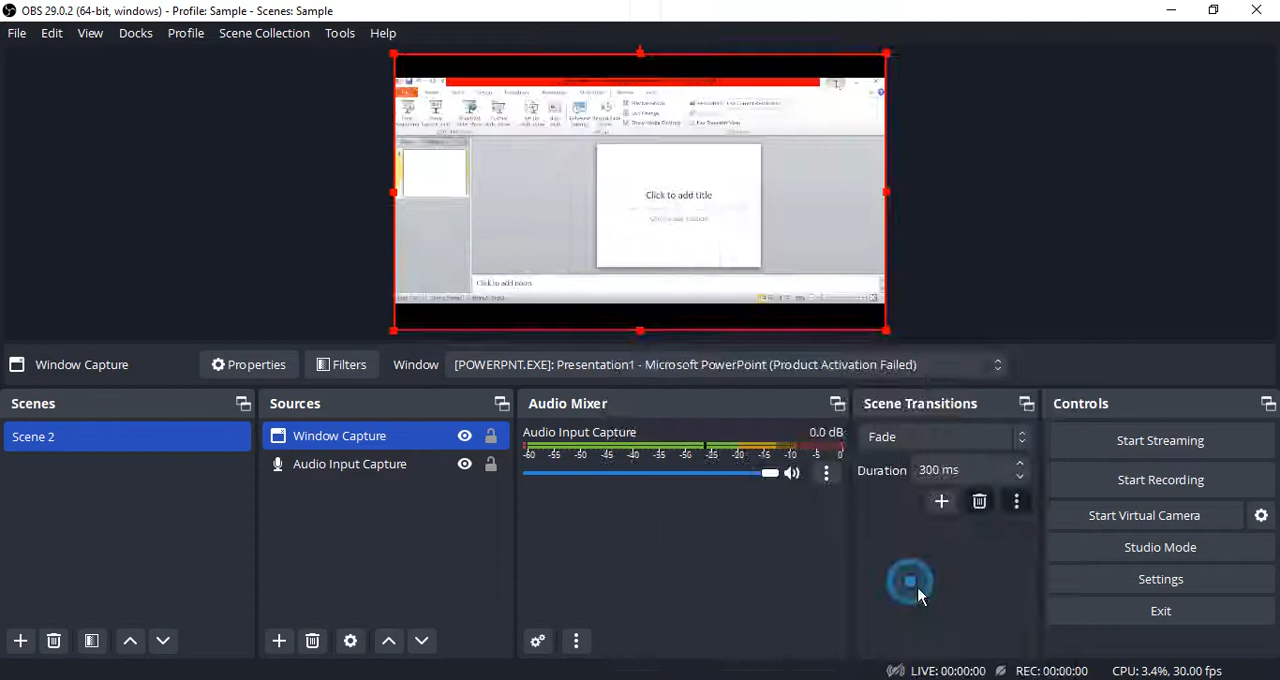 OBS 29.0.2 (64-bit, windows) - Profile: Sample - Scenes: Sample
File Edit View Docks Profile Scene Collection Tools Help
Click to add title
Click to add notes
Window Capture Properties Filters Window [POWERPNT.EXE]: Presentation1 - Microsoft PowerPoint (Product Activation Failed)
Scenes
Scene 2
Sources
Window Capture
Audio Input Capture
Audio Mixer
Audio Input Capture 0.0 dB
-60 -55 -50 -45 -40 -35 -30 -25 -20 -15 -10 -5 0
Scene Transitions
Fade
Duration 300 ms
Controls
Start Streaming
Start Recording
Start Virtual Camera
Studio Mode
Settings
Exit
LIVE: 00:00:00 REC: 00:00:00 CPU: 3.4%, 30.00 fps